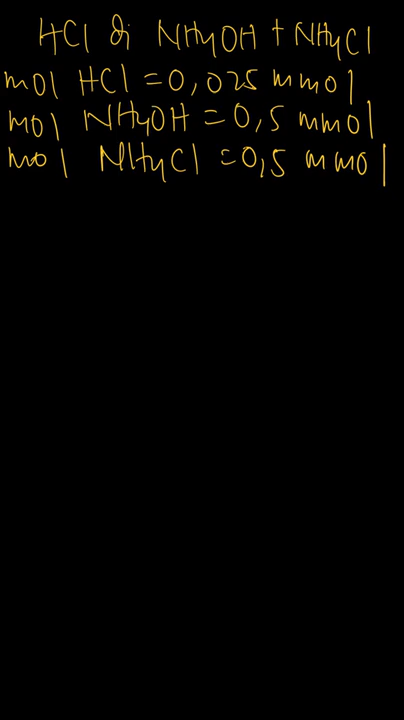 HCl di NH4OH + NH4Cl
mol HCl = 0,025 mmol
mol NH4OH = 0,5 mmol
mol NH4Cl = 0,5 mmol